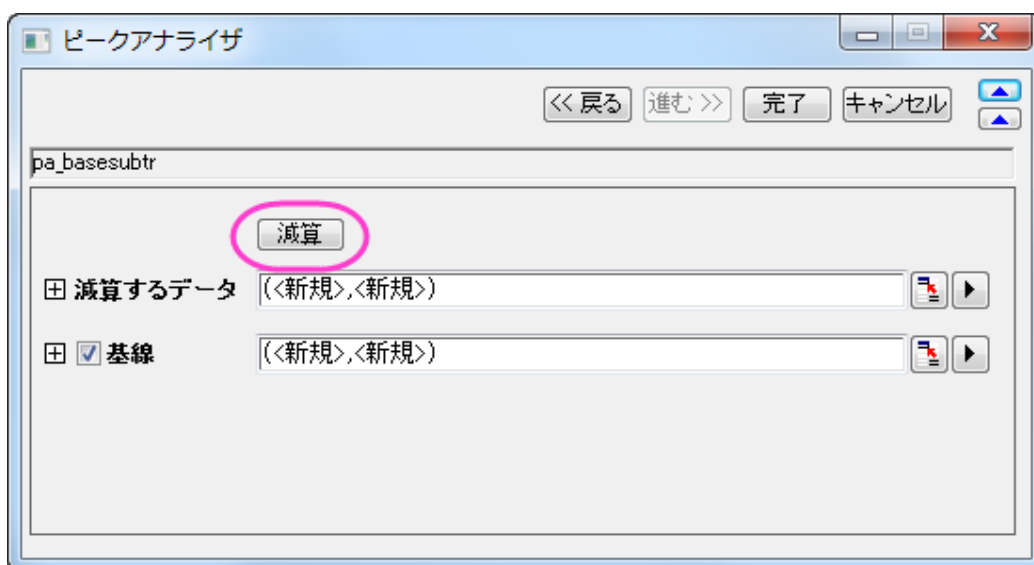 ピークアナライザ
<< 戻る 進む >> 完了 キャンセル
pa_basesubtr
減算
減算するデータ (<新規>,<新規>)
基線 (<新規>,<新規>)